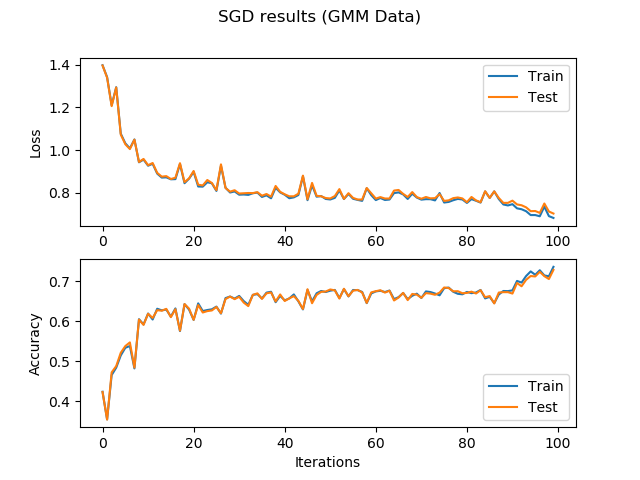 SGD results (GMM Data)
1.4
1.2
1.0
0.8
Loss
Train
Test
0 20 40 60 80 100
0.7
0.6
0.5
0.4
Accuracy
Train
Test
0 20 40 60 80 100
Iterations